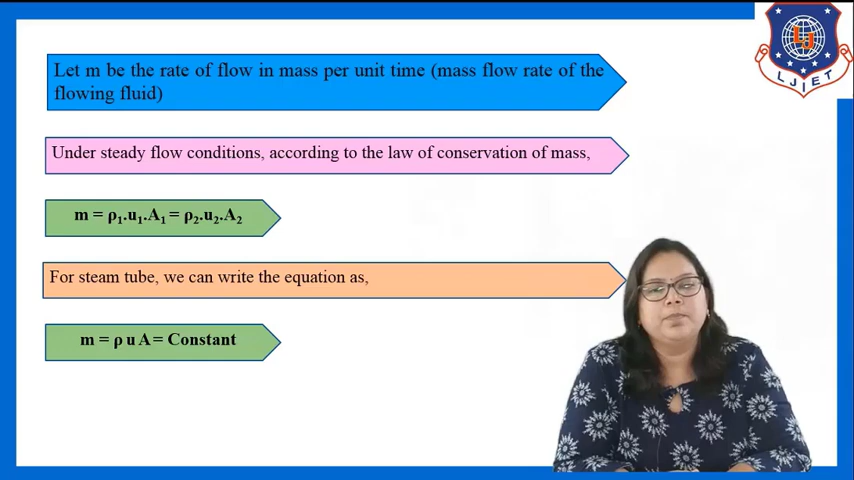 Let m be the rate of flow in mass per unit time (mass flow rate of the
flowing fluid)
Under steady flow conditions, according to the law of conservation of mass,
m = ρ₁.u₁.A₁ = ρ₂.u₂.A₂
For steam tube, we can write the equation as,
m = ρ u A = Constant
LJ
LJIET